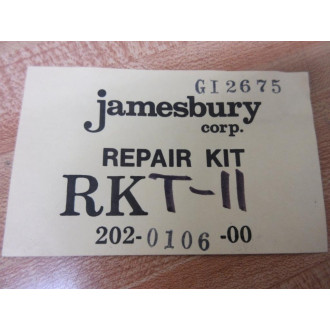 GI2675
jamesbury
corp.
REPAIR KIT
RKT-11
202-0106-00